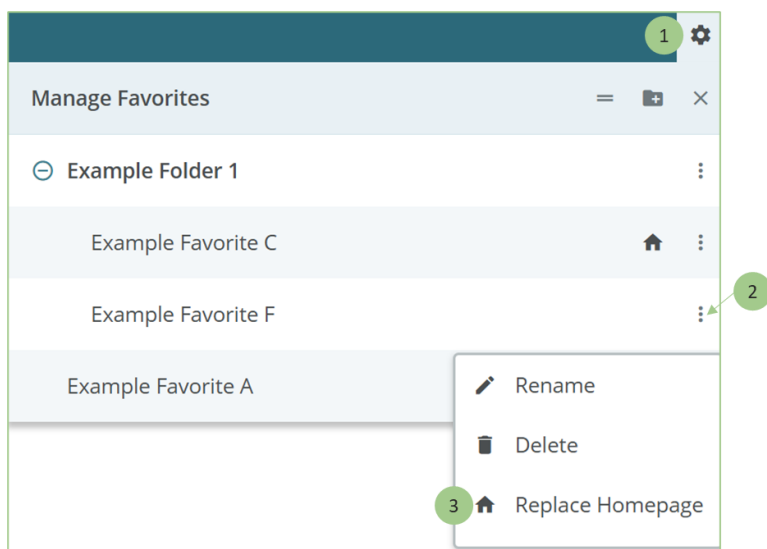 1
Manage Favorites
Example Folder 1
Example Favorite C
Example Favorite F
2
Example Favorite A
Rename
Delete
3 Replace Homepage